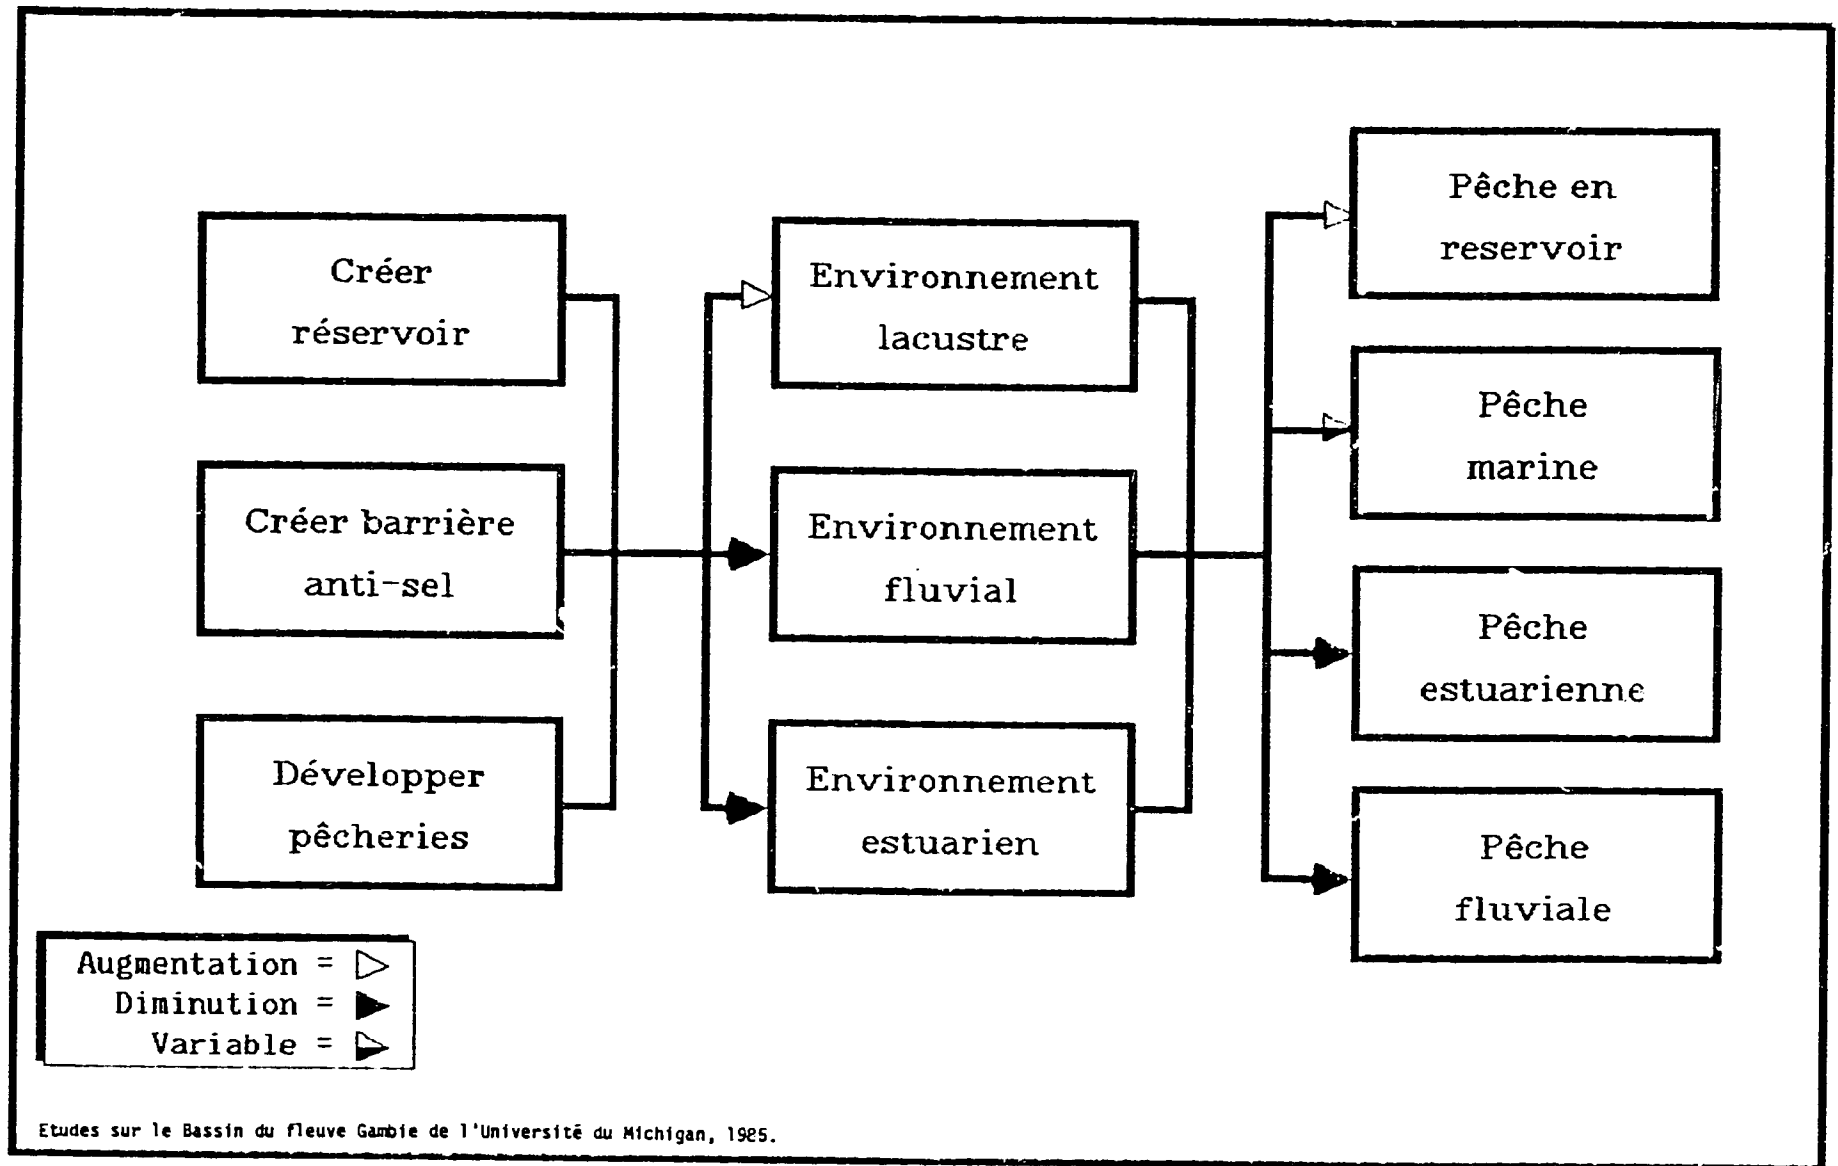 Créer
réservoir
Créer barrière
anti-sel
Développer
pêcheries
Environnement
lacustre
Environnement
fluvial
Environnement
estuarien
Pêche en
reservoir
Pêche
marine
Pêche
estuarienne
Pêche
fluviale
Augmentation =
Diminution =
Variable =
Etudes sur le Bassin du fleuve Gambie de l'Université du Michigan, 1985.